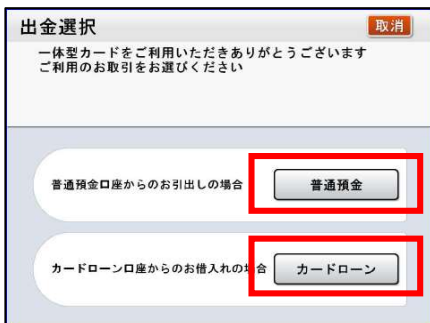 出金選択
取消
一体型カードをご利用いただきありがとうございます
ご利用のお取引をお選びください
普通預金口座からのお引出しの場合
普通預金
カードローン口座からのお借入れの場合
カードローン